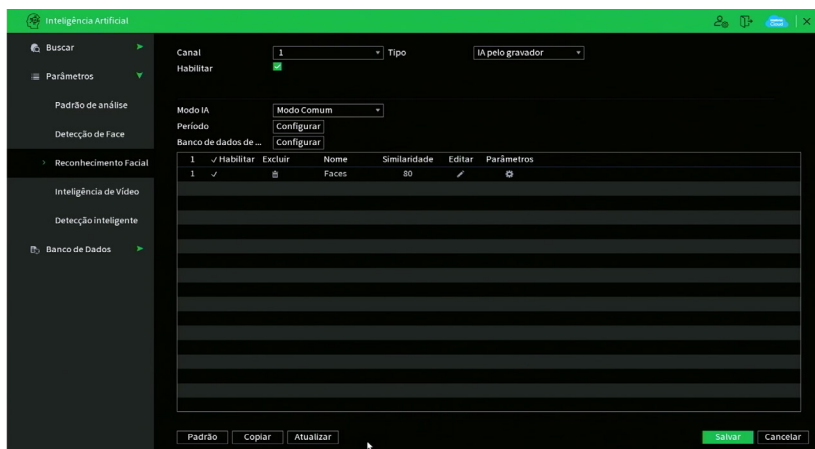 Inteligência Artificial
Buscar
Parâmetros
Padrão de análise
Detecção de Face
Reconhecimento Facial
Inteligência de Vídeo
Detecção inteligente
Banco de Dados
Canal 1 Tipo IA pelo gravador
Habilitar
Modo IA Modo Comum
Período Configurar
Banco de dados de ... Configurar
1 Habilitar Excluir Nome Similaridade Editar Parâmetros
1 Faces 80
Padrão Copiar Atualizar Salvar Cancelar